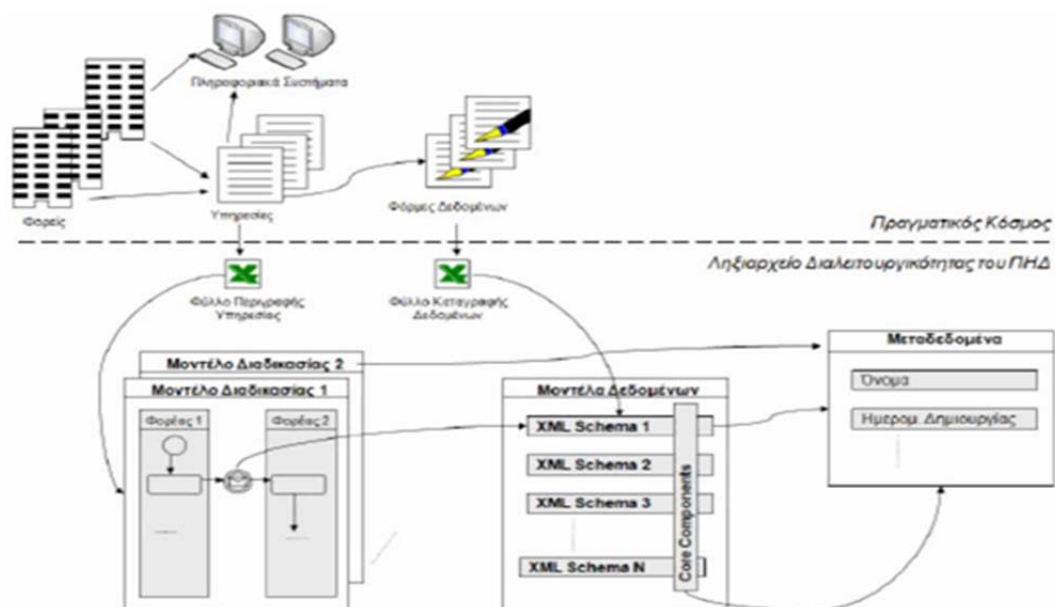 Πληροφοριακά Συστήματα
Φορείς
Υπηρεσίες
Φόρμες Δεδομένων
Πραγματικός Κόσμος
Ληξιαρχείο Διαλειτουργικότητας του ΠΗΔ
Φύλλο Περιγραφής
Υπηρεσίας
Φύλλο Καταγραφής
Δεδομένων
Μοντέλο Διαδικασίας 2
Μοντέλο Διαδικασίας 1
Φορέας 1
Φορέας 2
Μοντέλα Δεδομένων
XML Schema 1
XML Schema 2
XML Schema 3
XML Schema N
Core Components
Μεταδεδομένα
Όνομα
Ημερομ. Δημιουργίας